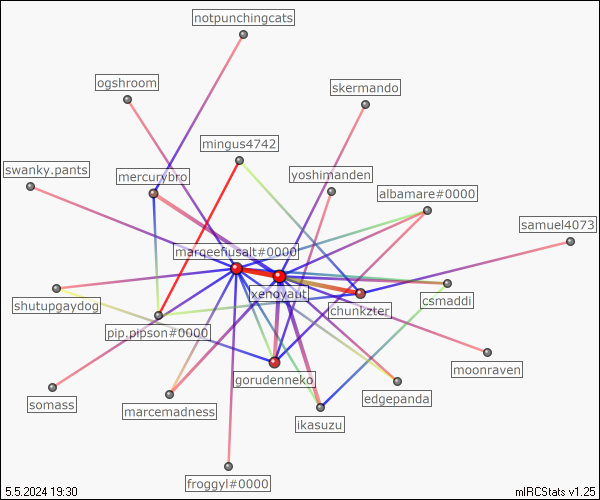 notpunchingcats
ogshroom
skermando
mingus4742
swanky.pants
mercurybro
yoshimanden
albamare#0000
samuel4073
marqeefiusalt#0000
xenoyaut
chunkzter
csmaddi
shutupgaydog
pip.pipson#0000
moonraven
gorudenneko
somass
marcemadness
edgepanda
ikasuzu
froggyl#0000
5.5.2024 19:30
mIRCStats v1.25